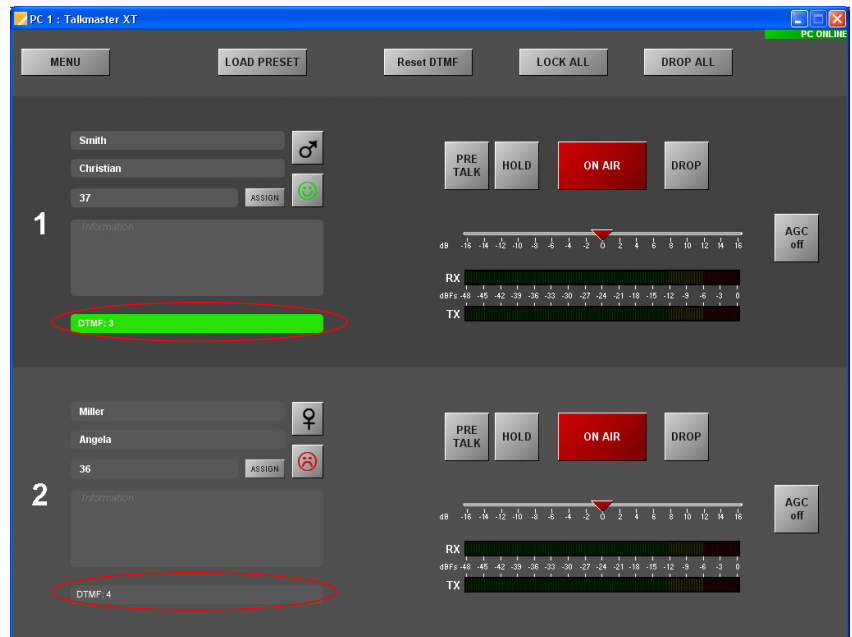 PC 1 : Talkmaster XT
PC ONLINE
MENU LOAD PRESET Reset DTMF LOCK ALL DROP ALL
1
Smith
Christian
37 ASSIGN
Information
DTMF: 3
PRE TALK HOLD ON AIR DROP
dB -16 -14 -12 -10 -8 -6 -4 -2 0 2 4 6 8 10 12 14 16
AGC off
RX
dBFs -48 -45 -42 -39 -36 -33 -30 -27 -24 -21 -18 -15 -12 -9 -6 -3 0
TX
2
Miller
Angela
36 ASSIGN
Information
DTMF: 4
PRE TALK HOLD ON AIR DROP
dB -16 -14 -12 -10 -8 -6 -4 -2 0 2 4 6 8 10 12 14 16
AGC off
RX
dBFs -48 -45 -42 -39 -36 -33 -30 -27 -24 -21 -18 -15 -12 -9 -6 -3 0
TX